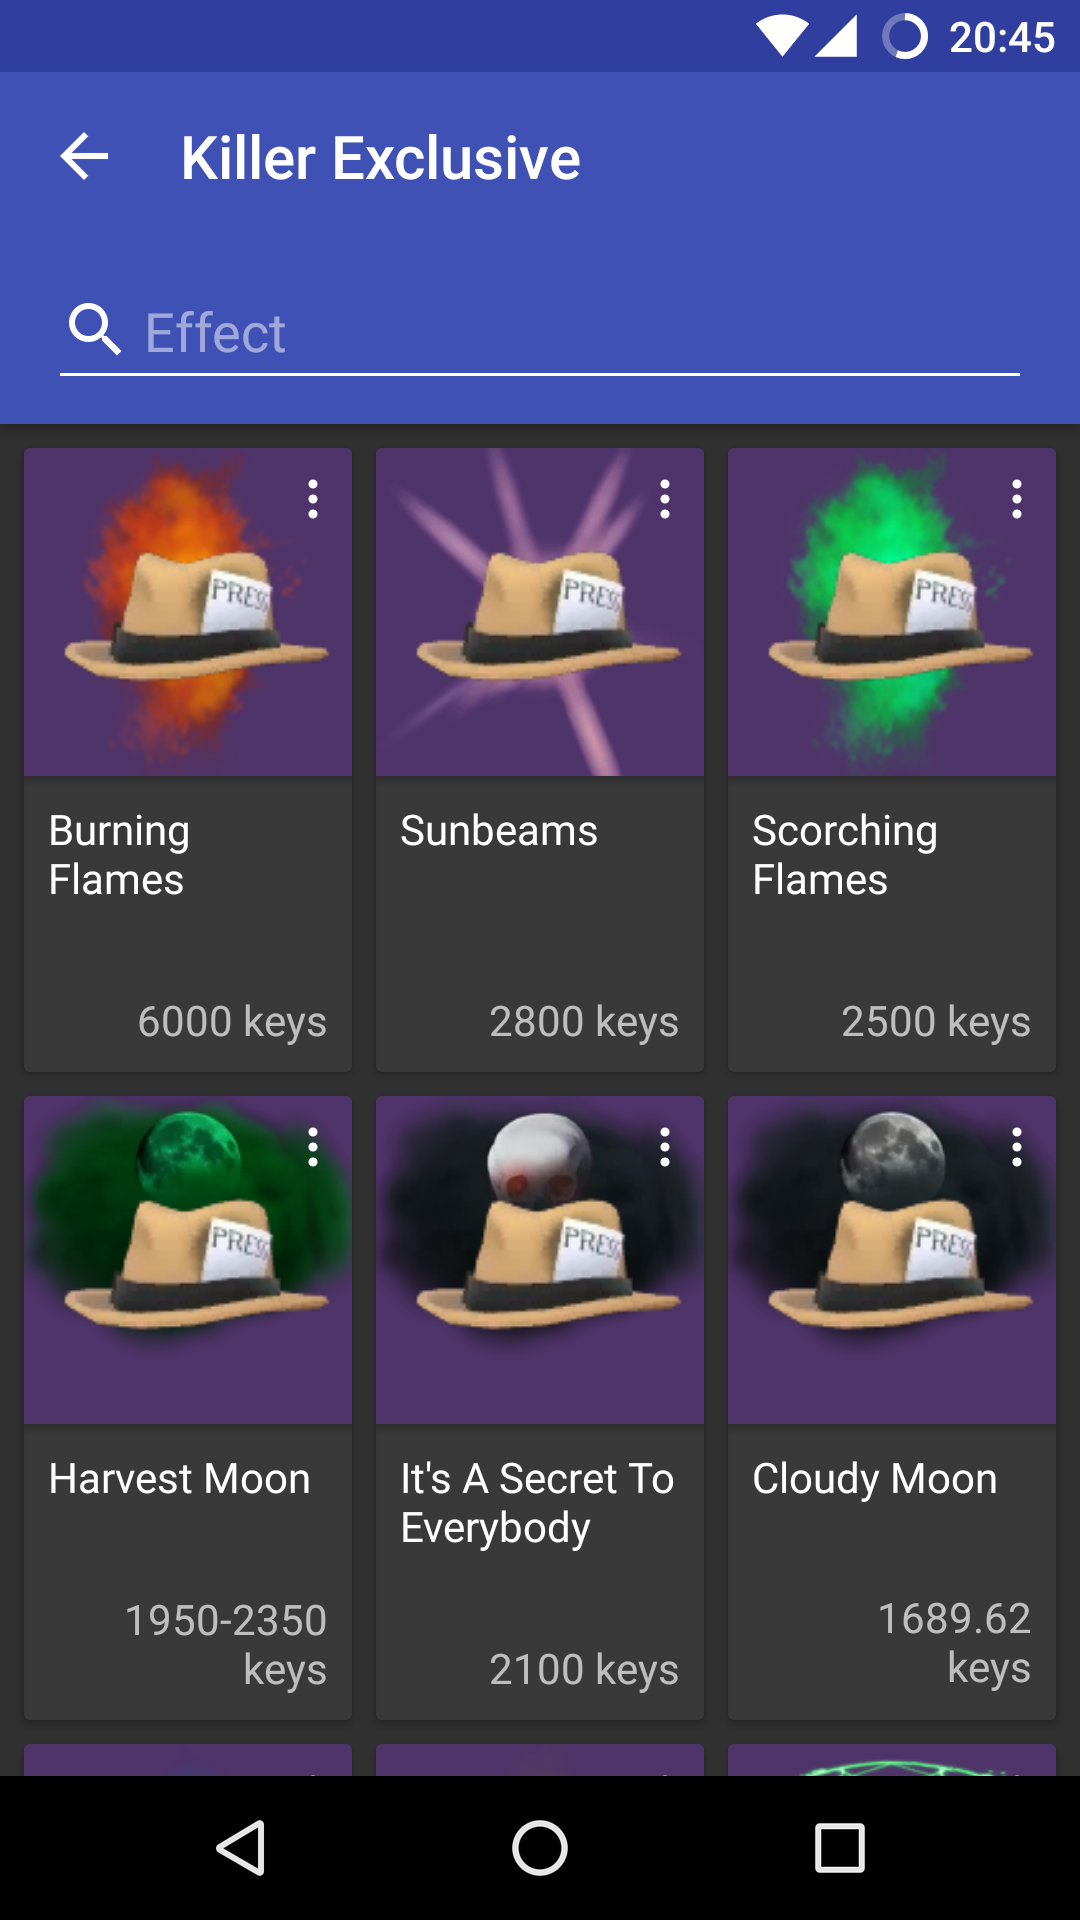 20:45
Killer Exclusive
Effect
PRESS
PRESS
PRESS
Burning
Flames
Sunbeams
Scorching
Flames
6000 keys
2800 keys
2500 keys
PRESS
PRESS
PRESS
Harvest Moon
It's A Secret To
Everybody
Cloudy Moon
1950-2350
keys
2100 keys
1689.62
keys